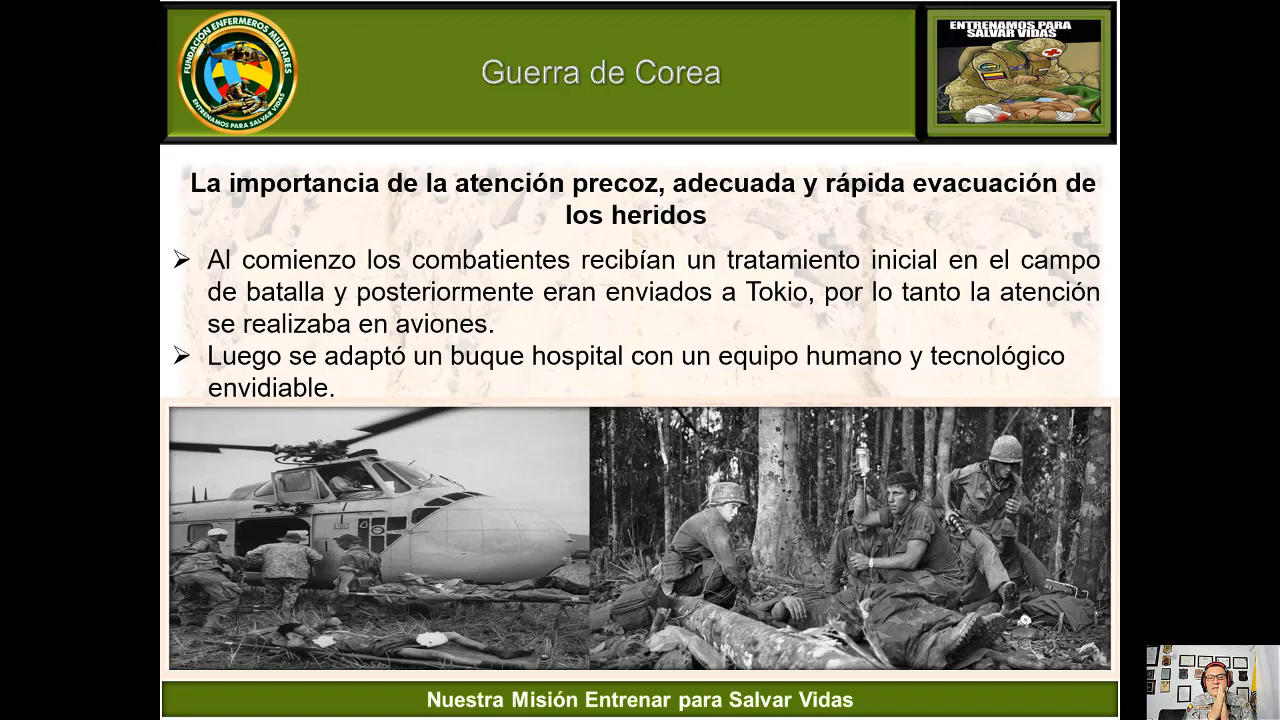 FUNDACIÓN ENFERMEROS MILITARES
ENTRENAMOS PARA SALVAR VIDAS
Guerra de Corea
ENTRENAMOS PARA
SALVAR VIDAS
La importancia de la atención precoz, adecuada y rápida evacuación de
los heridos
Al comienzo los combatientes recibían un tratamiento inicial en el campo
de batalla y posteriormente eran enviados a Tokio, por lo tanto la atención
se realizaba en aviones.
Luego se adaptó un buque hospital con un equipo humano y tecnológico
envidiable.
Nuestra Misión Entrenar para Salvar Vidas